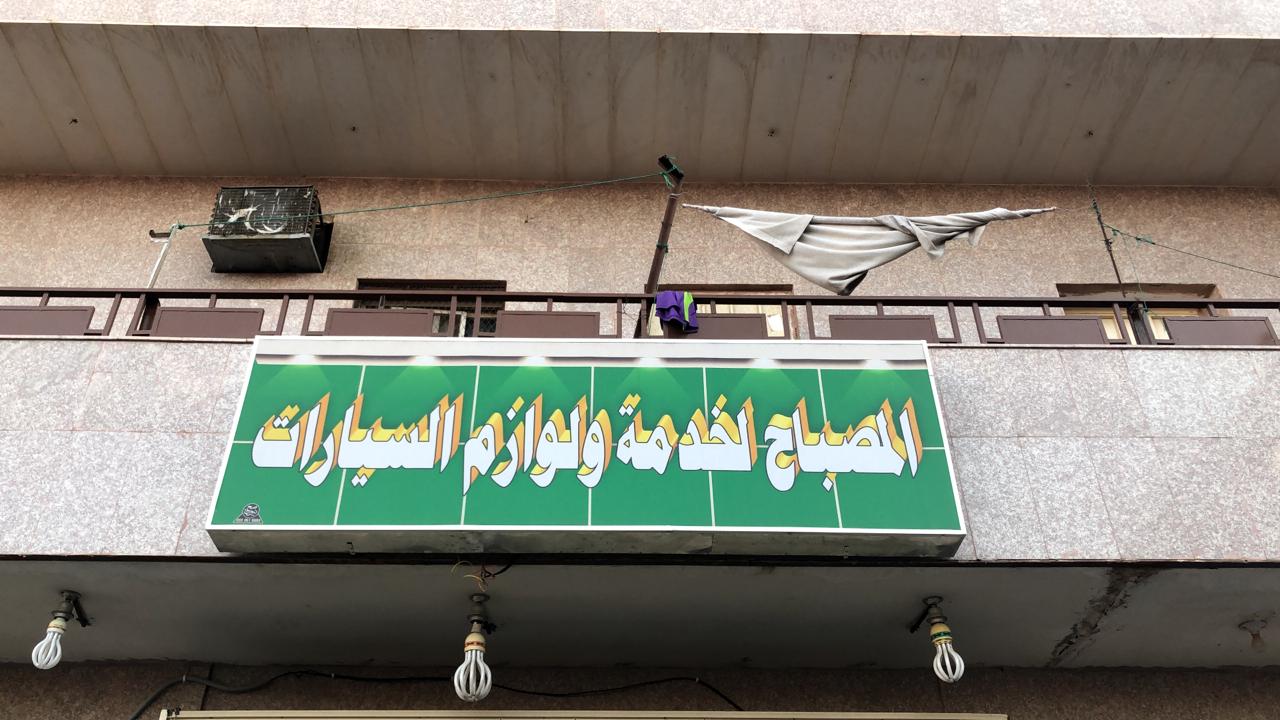 المصباح لخدمة ولوازم السيارات